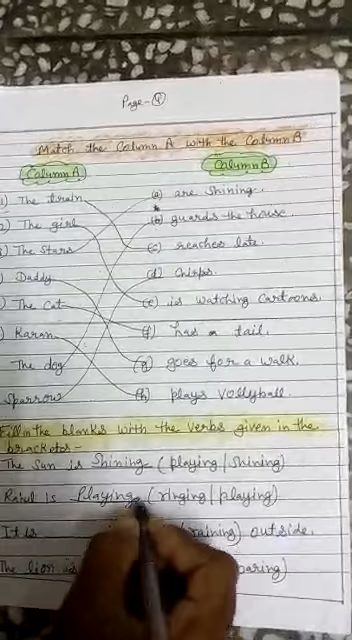 Page-4
Match the Column A with the Column B
Column A Column B
1) The train (a) are shining.
2) The girl (b) guards the house.
) The Stars (c) reaches late.
) Daddy (d) Chirps.
) The Cat (e) is watching cartoons.
) Karan (f) has a tail.
The dog (g) goes for a walk.
Sparrow (h) plays vollyball.
Fill in the blanks with the verbs given in the
brackets-
The Sun is Shining (playing/shining)
Rahul is Playing (ringing/playing)
It is raining) outside.
The lion is